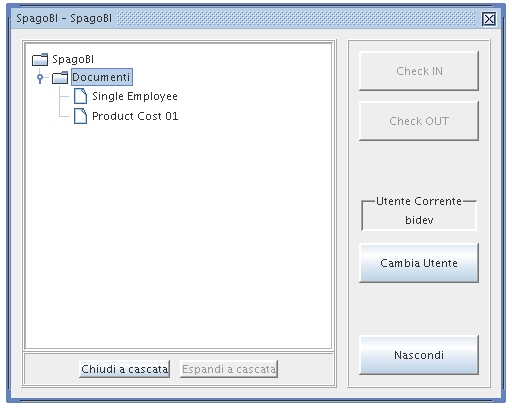 SpagoBI - SpagoBI
SpagoBI
Documenti
Single Employee
Product Cost 01
Check IN
Check OUT
Utente Corrente
bidev
Cambia Utente
Nascondi
Chiudi a cascata
Espandi a cascata